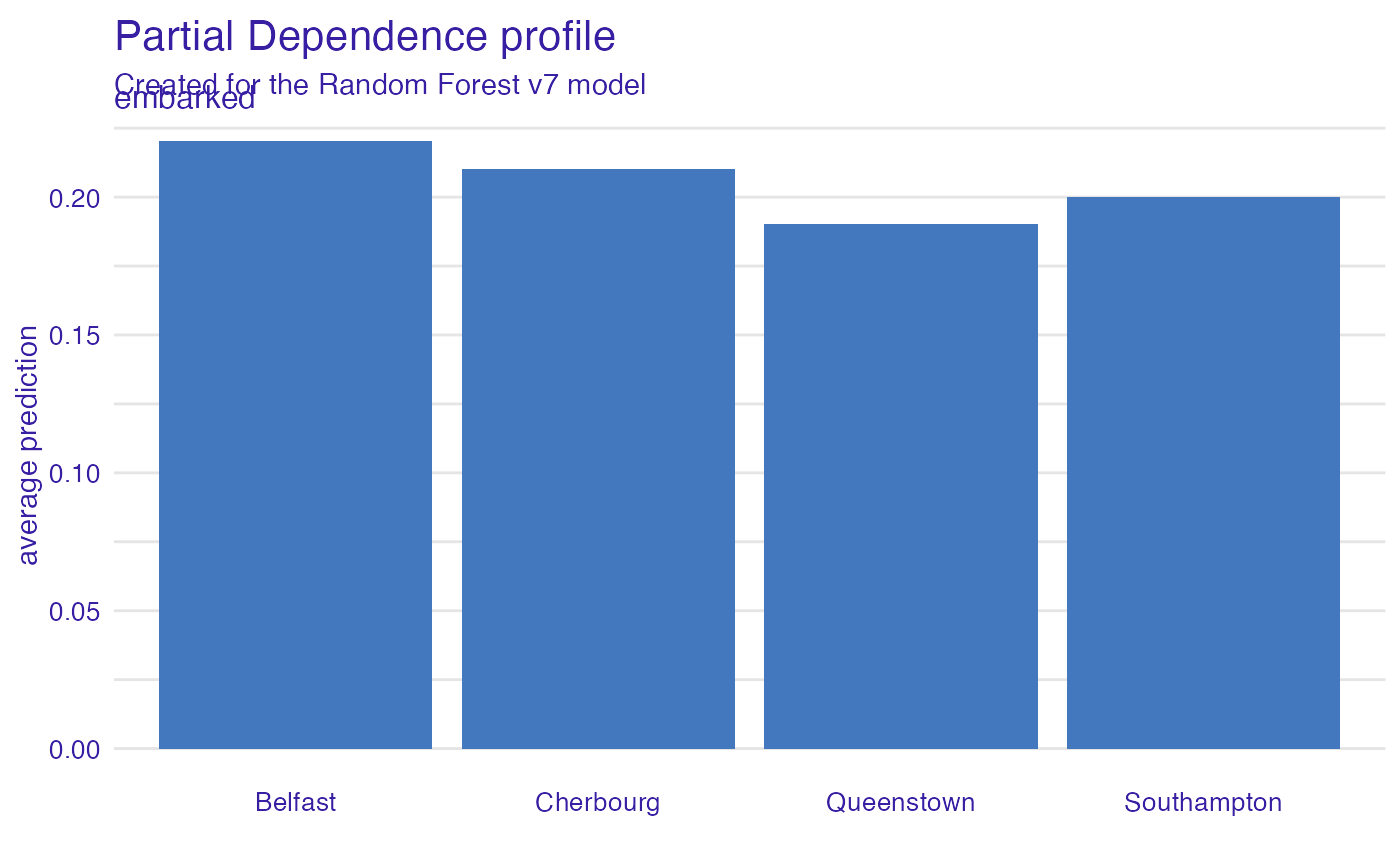 Partial Dependence profile
Created for the Random Forest v7 model
embarked
average prediction
0.20
0.15
0.10
0.05
0.00
Belfast
Cherbourg
Queenstown
Southampton